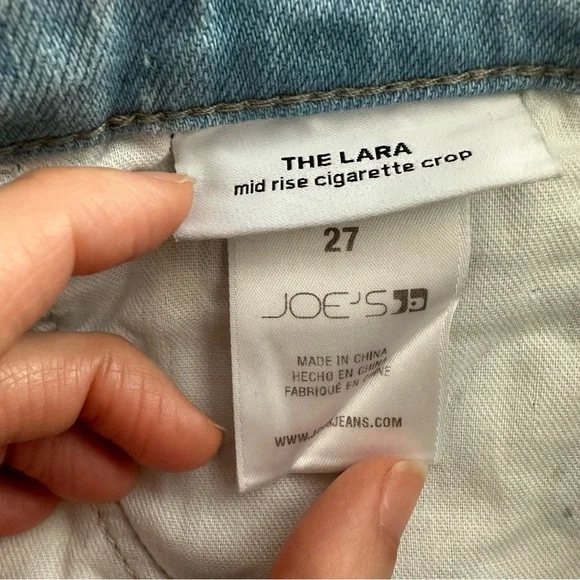 THE LARA
mid rise cigarette crop
27
JOE'S
MADE IN CHINA
HECHO EN CHINA
FABRIQUÉ EN CHINE
WWW.JOESJEANS.COM